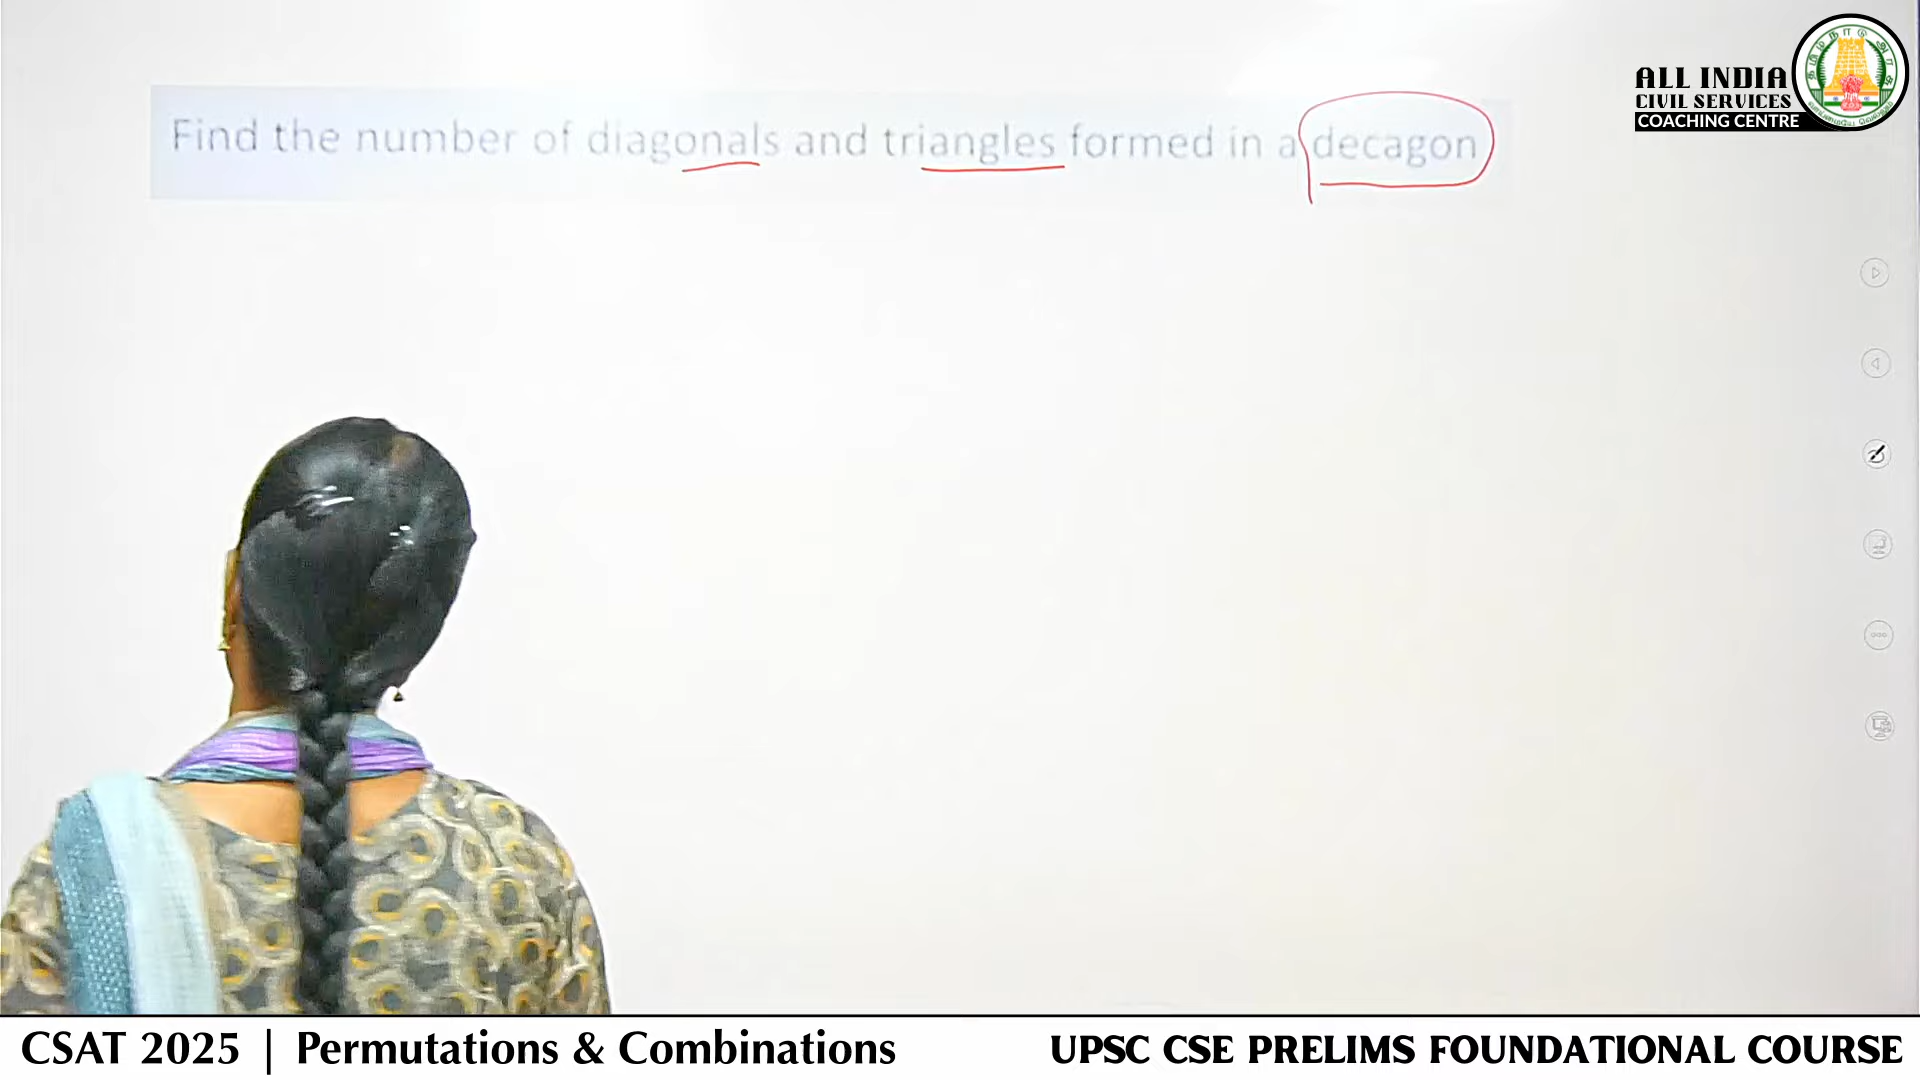 ALL INDIA
CIVIL SERVICES
COACHING CENTRE
Find the number of diagonals and triangles formed in a decagon
CSAT 2025 | Permutations & Combinations
UPSC CSE PRELIMS FOUNDATIONAL COURSE